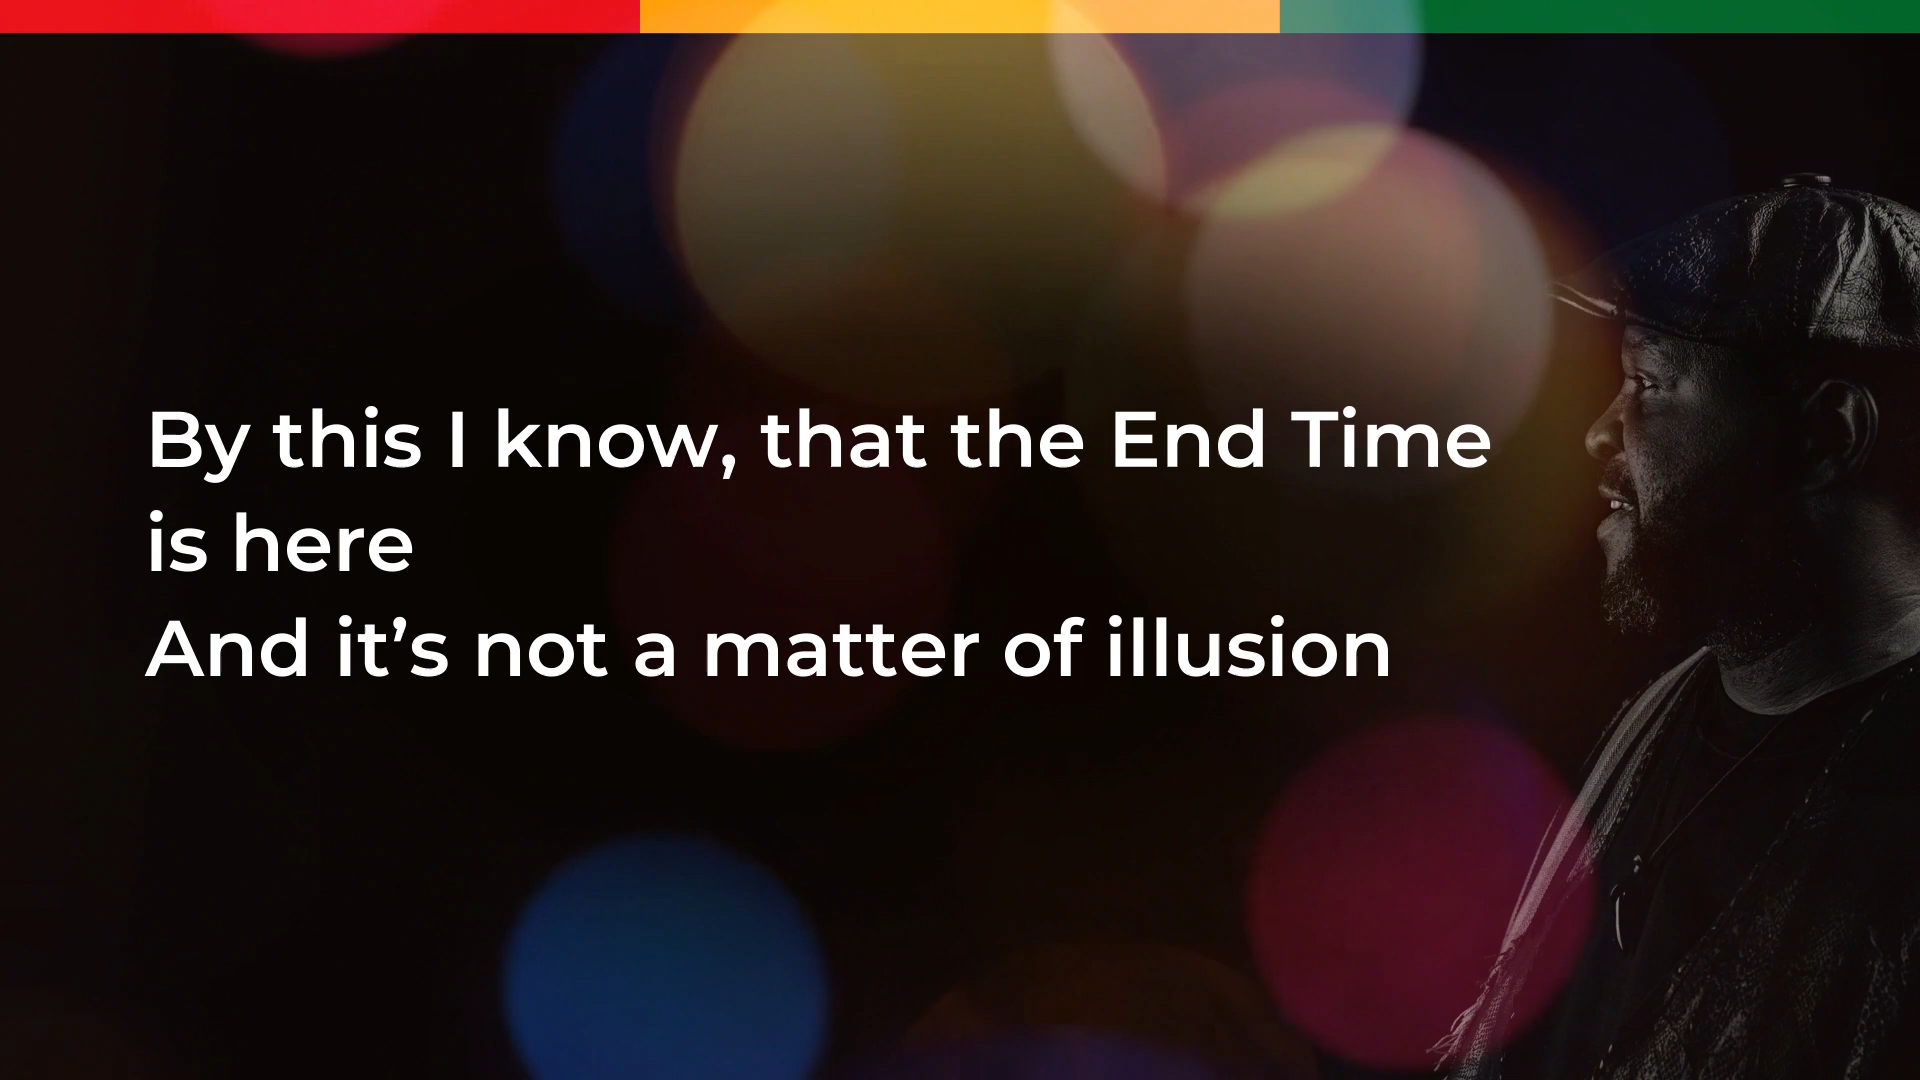 By this I know, that the End Time
is here
And it’s not a matter of illusion